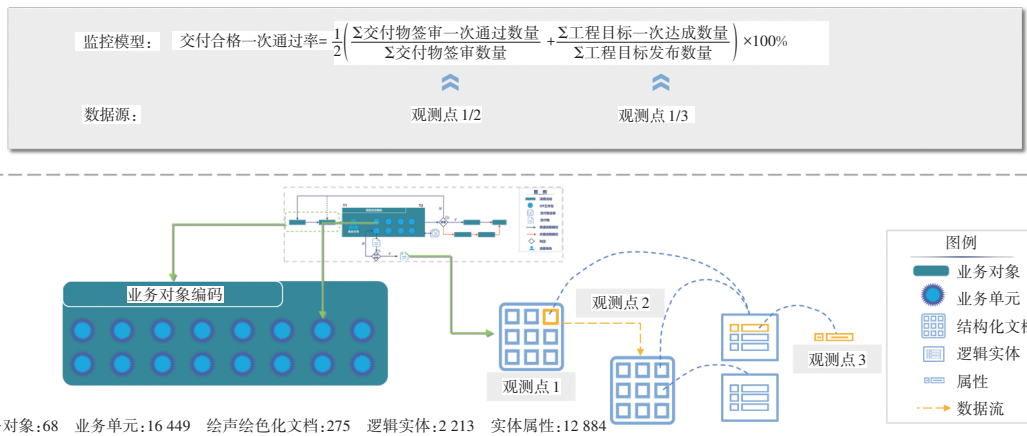 监控模型: 交付合格一次通过率=1/2(Σ交付物签审一次通过数量/Σ交付物签审数量+Σ工程目标一次达成数量/Σ工程目标发布数量)×100%
数据源: 观测点 1/2 观测点 1/3
图例
业务对象编码
业务对象
业务单元
结构化文档
逻辑实体
属性
数据流
观测点 2
观测点 1
观测点 3
对象:68 业务单元:16 449 绘声绘色化文档:275 逻辑实体:2 213 实体属性:12 884